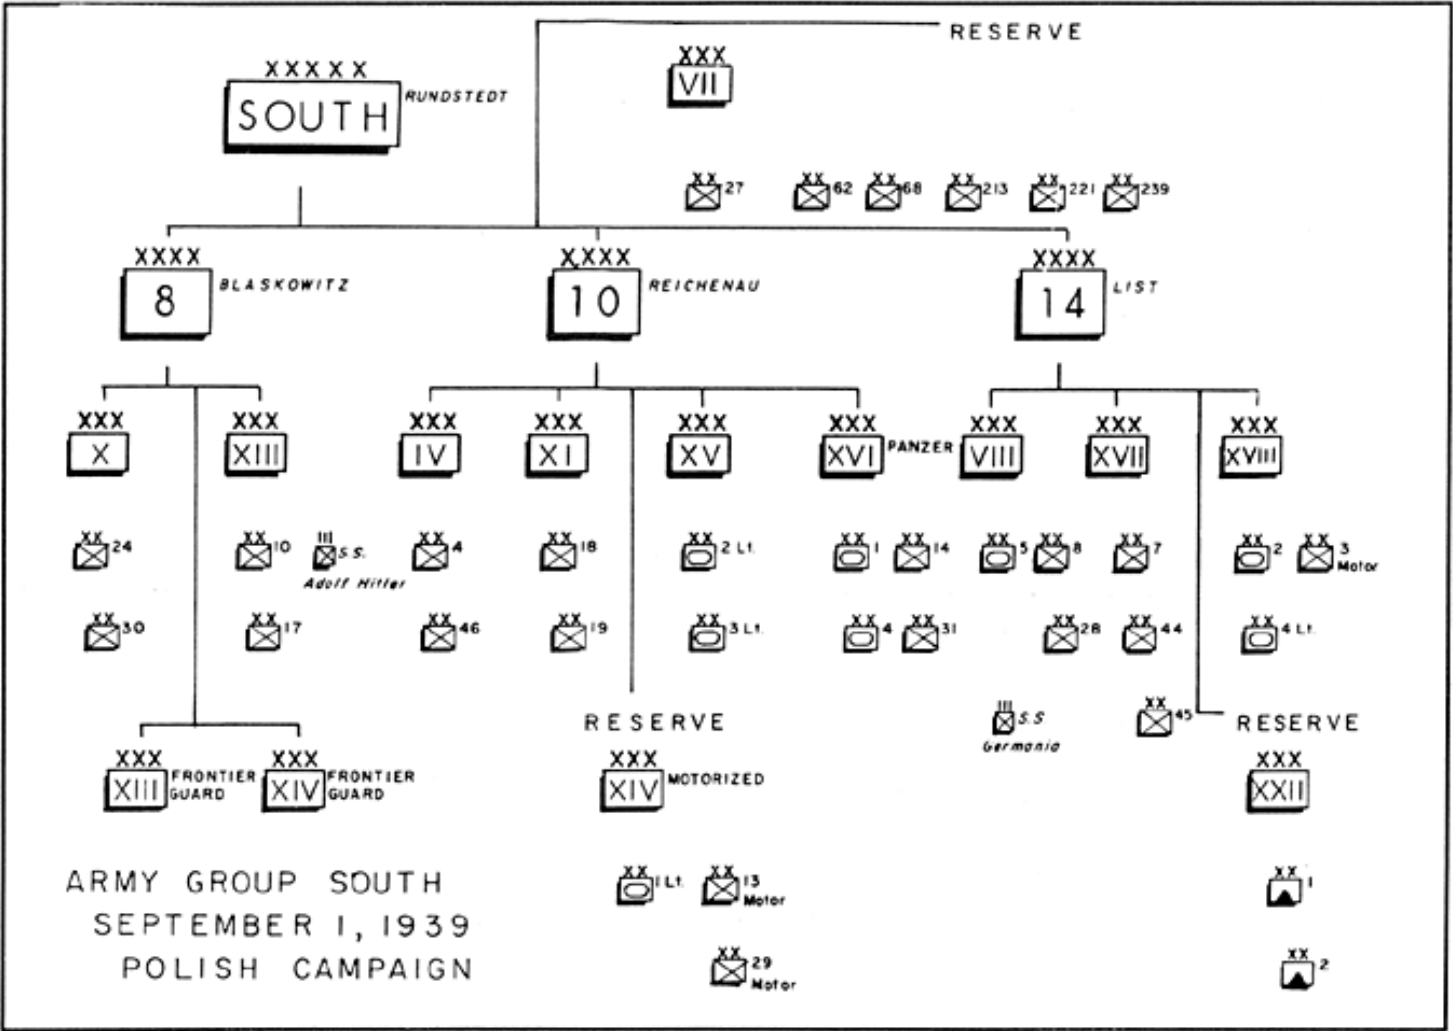 RESERVE
XXXXX
SOUTH
RUNDSTEDT
XXX
VII
XX 27
XX 62
XX 68
XX 213
XX 221
XX 239
XXXX
8
BLASKOWITZ
XXXX
10
REICHENAU
XXXX
14
LIST
XXX
X
XXX
XIII
XXX
IV
XXX
XI
XXX
XV
XXX
XVI
PANZER
XXX
VIII
XXX
XVII
XXX
XVIII
XX 24
XX 10
III S.S.
Adolf Hitler
XX 4
XX 18
XX 2 Lt.
XX 1
XX 14
XX 5
XX 8
XX 7
XX 2
XX 3
Motor
XX 30
XX 17
XX 46
XX 19
XX 3 Lt.
XX 4
XX 31
XX 28
XX 44
XX 4 Lt.
III S.S
Germania
XX 45
RESERVE
RESERVE
XXX
XIII
FRONTIER
GUARD
XXX
XIV
FRONTIER
GUARD
XXX
XIV
MOTORIZED
XXX
XXII
XX 1 Lt.
XX 13
Motor
XX 1
XX 29
Motor
XX 2
ARMY GROUP SOUTH
SEPTEMBER 1, 1939
POLISH CAMPAIGN